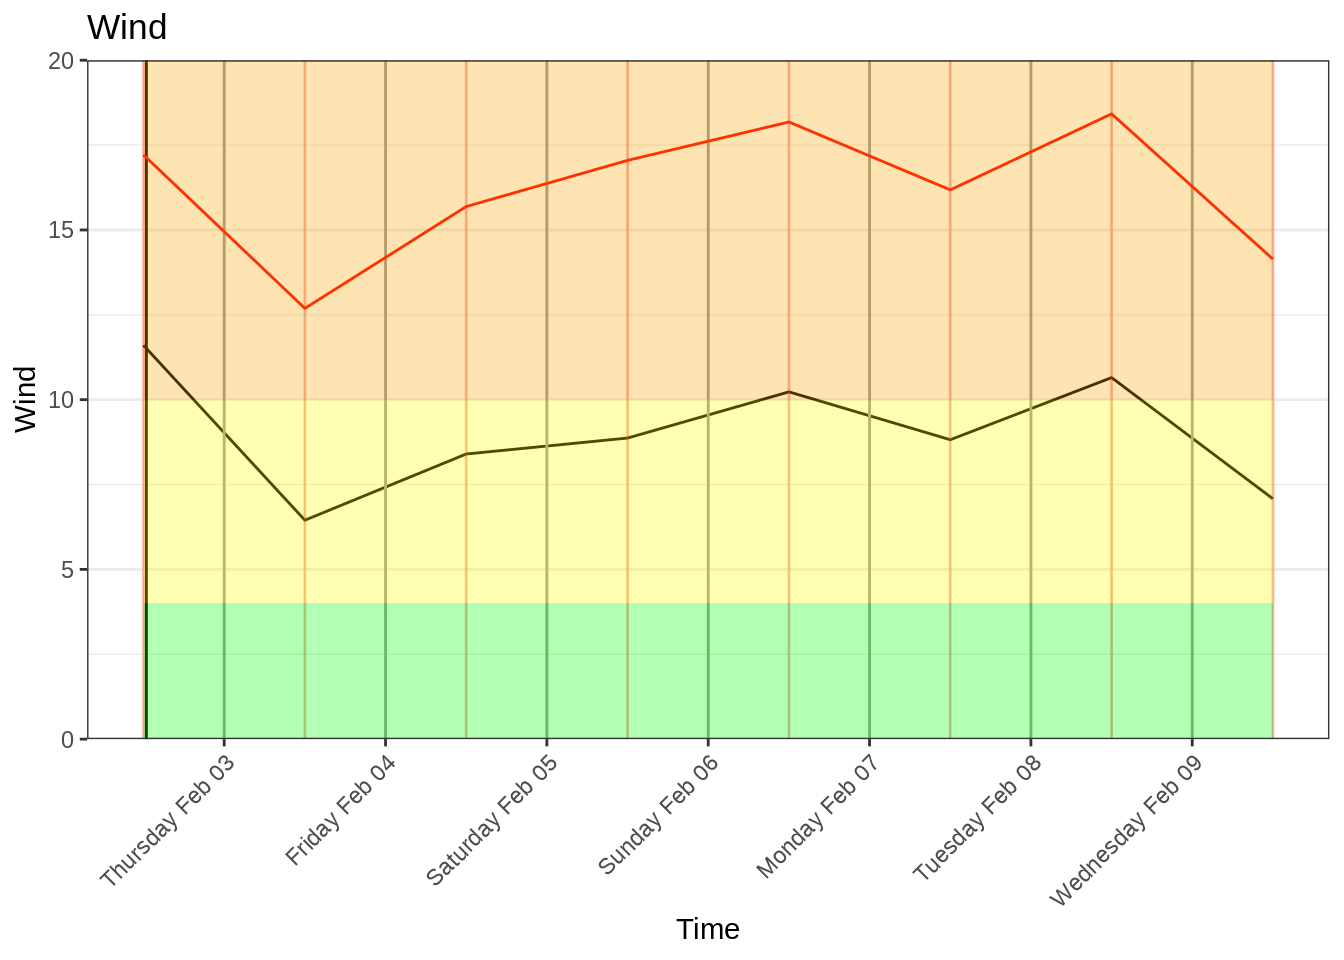 Wind
20
15
10
5
0
Wind
Thursday Feb 03
Friday Feb 04
Saturday Feb 05
Sunday Feb 06
Monday Feb 07
Tuesday Feb 08
Wednesday Feb 09
Time